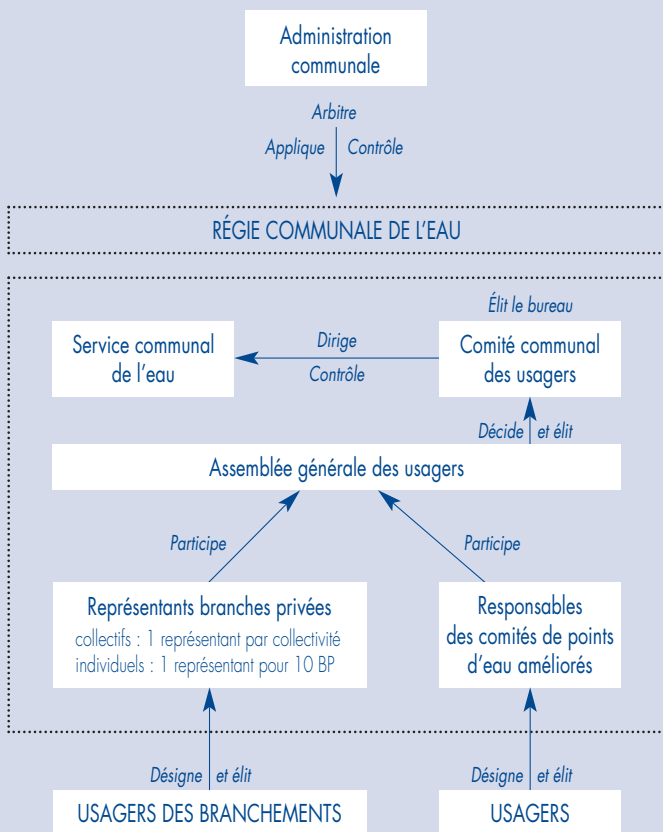 Administration
communale
Arbitre
Applique Contrôle
RÉGIE COMMUNALE DE L'EAU
Élit le bureau
Service communal
de l'eau
Dirige
Contrôle
Comité communal
des usagers
Décide et élit
Assemblée générale des usagers
Participe
Participe
Représentants branches privées
collectifs : 1 représentant par collectivité
individuels : 1 représentant pour 10 BP
Responsables
des comités de points
d'eau améliorés
Désigne et élit
Désigne et élit
USAGERS DES BRANCHEMENTS
USAGERS